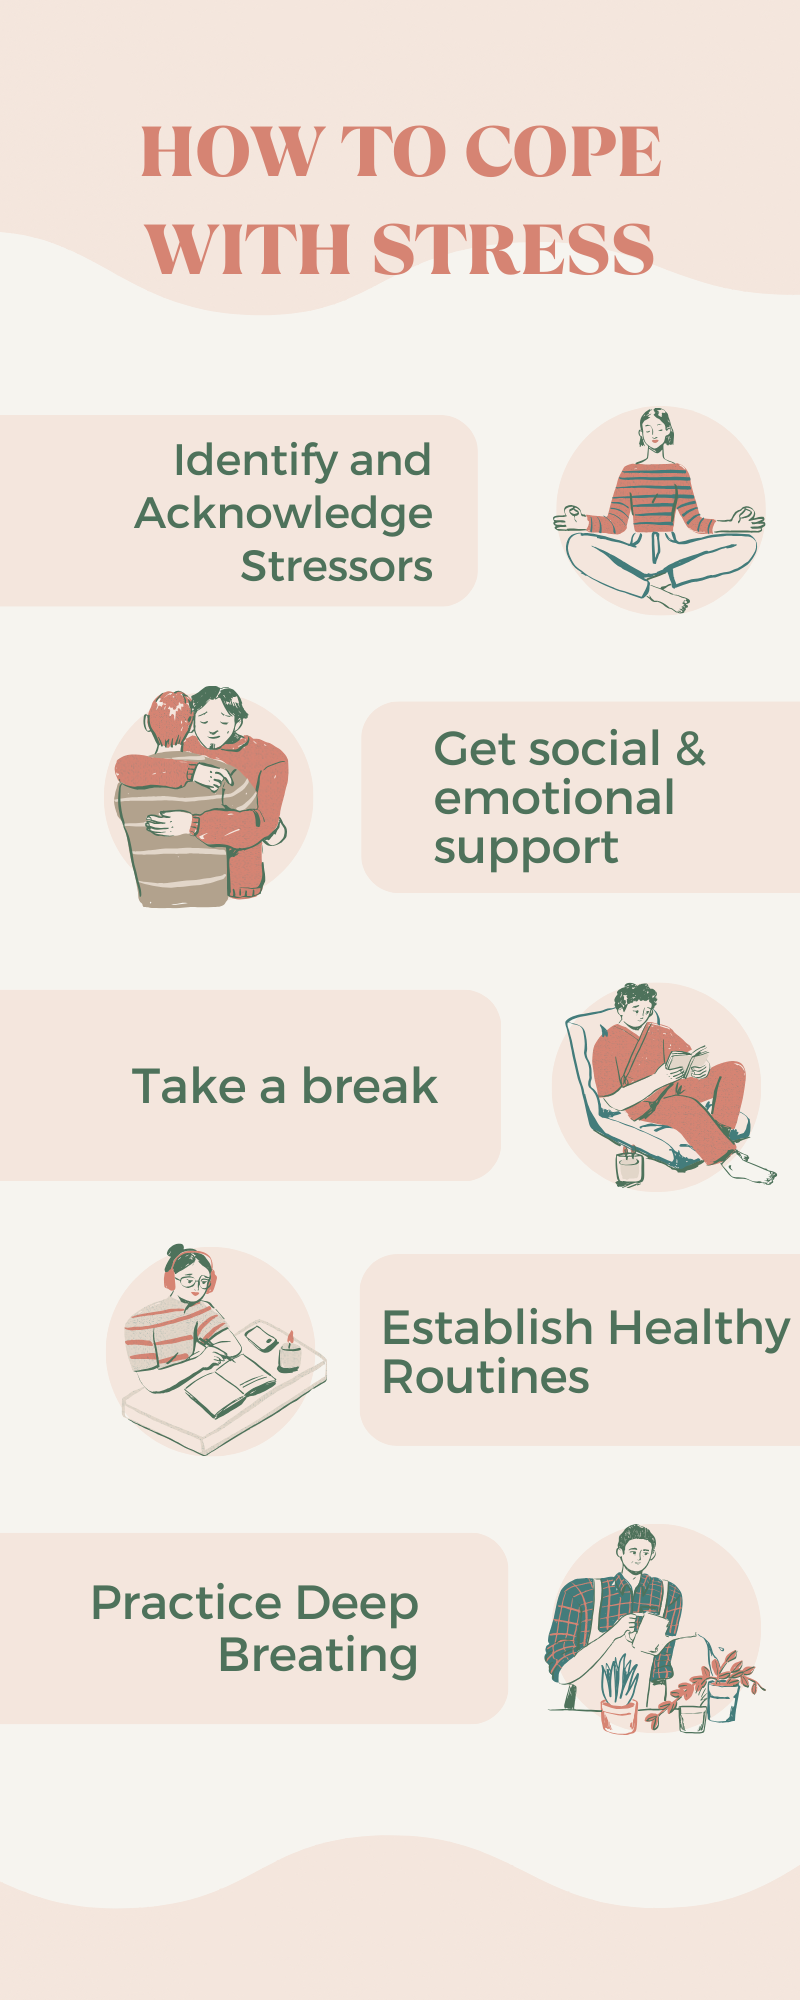 HOW TO COPE
WITH STRESS
Identify and
Acknowledge
Stressors
Get social &
emotional
support
Take a break
Establish Healthy
Routines
Practice Deep
Breating